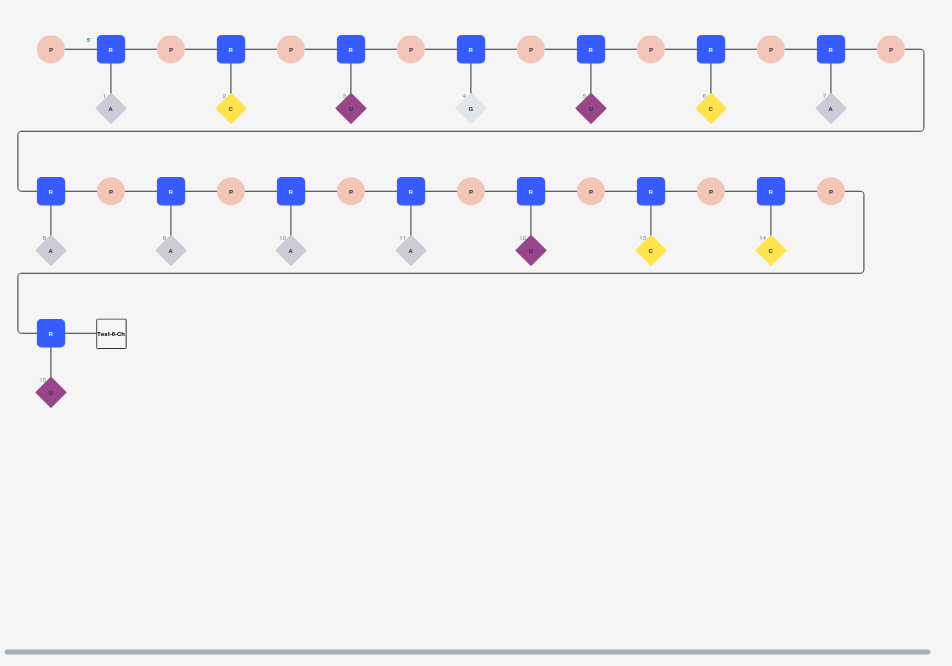 5'
P R P R P R P R P R P R P R P
1 2 3 4 5 6 7
A C U G U C A
R P R P R P R P R P R P R P
8 9 10 11 12 13 14
A A A A U C C
R Test-6-Ch
15
U